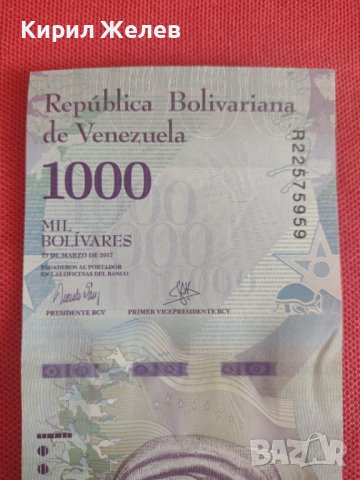 Кирил Желев
República Bolivariana
de Venezuela
1000
MIL
BOLÍVARES
23 DE MARZO DE 2017
PAGADEROS AL PORTADOR
EN LAS OFICINAS DEL BANCO
PRESIDENTE BCV
PRIMER VICEPRESIDENTE BCV
R22575959
BAZAR